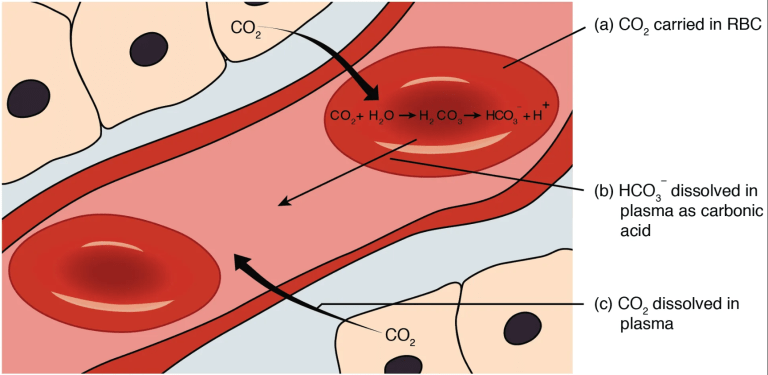 CO₂
(a) CO₂ carried in RBC
CO₂ + H₂O → H₂CO₃ → HCO₃⁻ + H⁺
(b) HCO₃⁻ dissolved in
plasma as carbonic
acid
(c) CO₂ dissolved in
plasma
CO₂